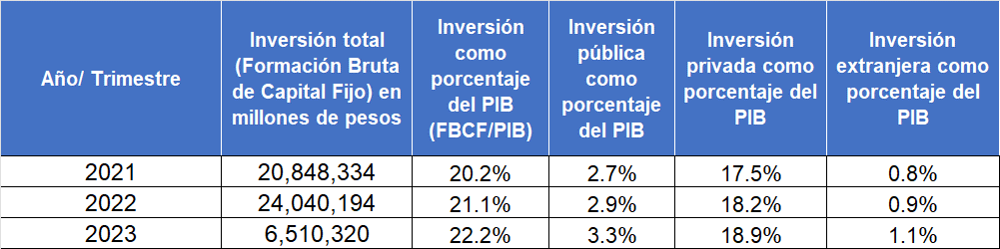 Año/ Trimestre
Inversión total
(Formación Bruta
de Capital Fijo) en
millones de pesos
Inversión
como
porcentaje
del PIB
(FBCF/PIB)
Inversión
pública
como
porcentaje
del PIB
Inversión
privada como
porcentaje del
PIB
Inversión
extranjera como
porcentaje del
PIB
2021 20,848,334 20.2% 2.7% 17.5% 0.8%
2022 24,040,194 21.1% 2.9% 18.2% 0.9%
2023 6,510,320 22.2% 3.3% 18.9% 1.1%